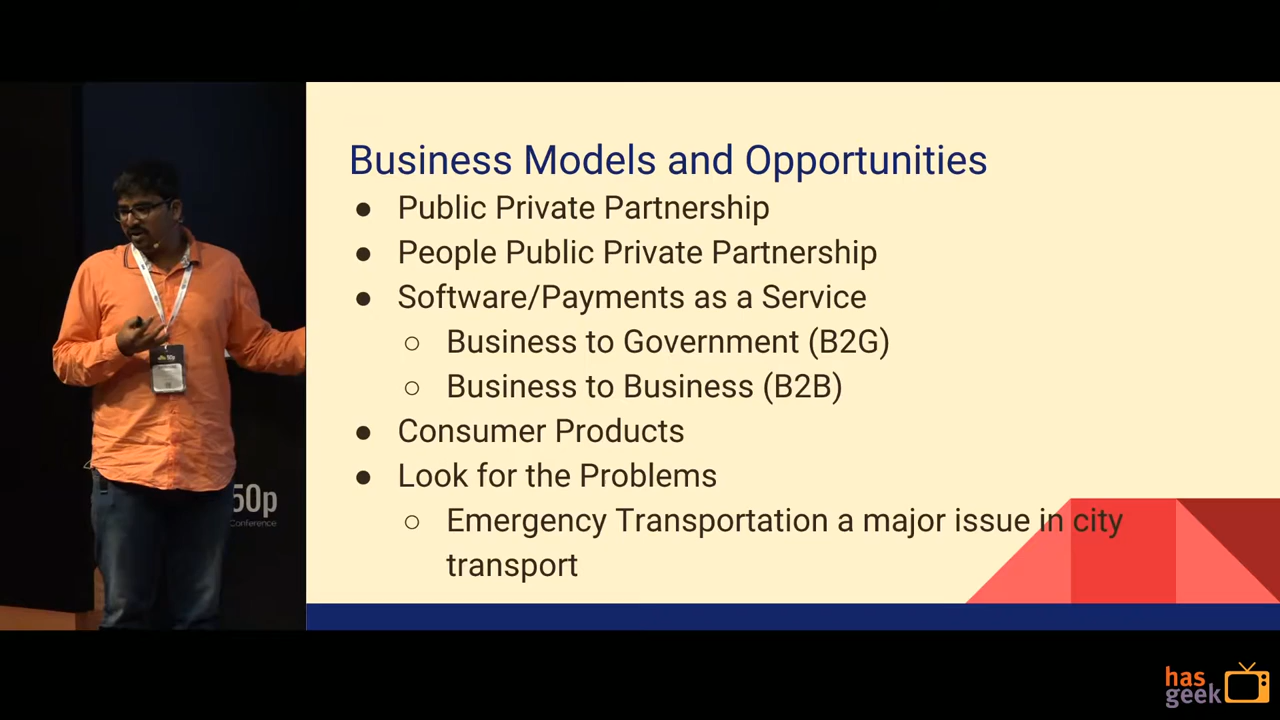 Business Models and Opportunities
● Public Private Partnership
● People Public Private Partnership
● Software/Payments as a Service
○ Business to Government (B2G)
○ Business to Business (B2B)
● Consumer Products
● Look for the Problems
○ Emergency Transportation a major issue in city
transport
50p
Conference
has
geek